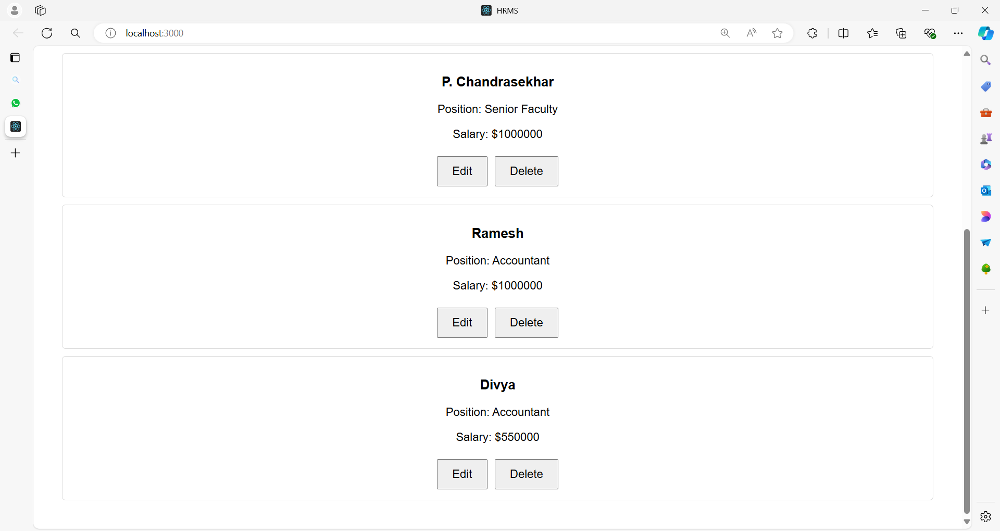 HRMS
localhost:3000
P. Chandrasekhar
Position: Senior Faculty
Salary: $1000000
Edit Delete
Ramesh
Position: Accountant
Salary: $1000000
Edit Delete
Divya
Position: Accountant
Salary: $550000
Edit Delete